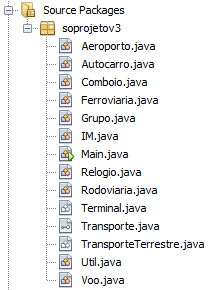 Source Packages
soprojetov3
Aeroporto.java
Autocarro.java
Comboio.java
Ferroviaria.java
Grupo.java
IM.java
Main.java
Relogio.java
Rodoviaria.java
Terminal.java
Transporte.java
TransporteTerrestre.java
Util.java
Voo.java